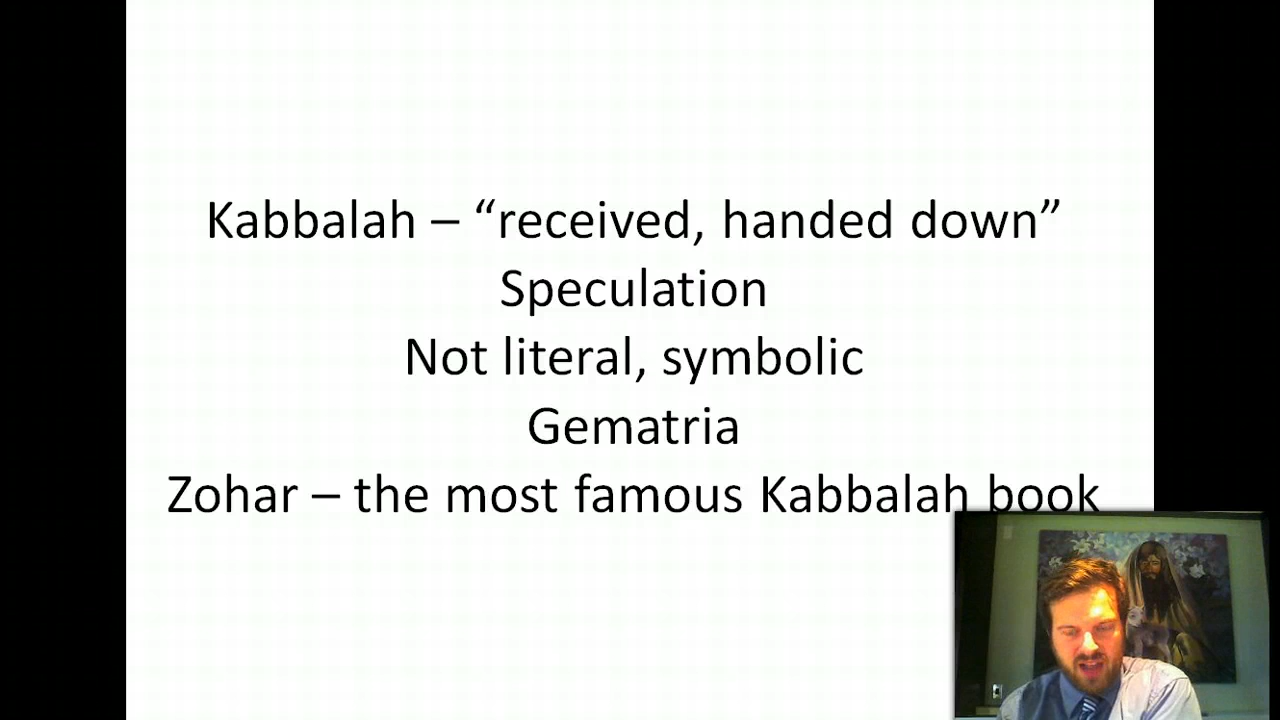 Kabbalah – “received, handed down”
Speculation
Not literal, symbolic
Gematria
Zohar – the most famous Kabbalah book